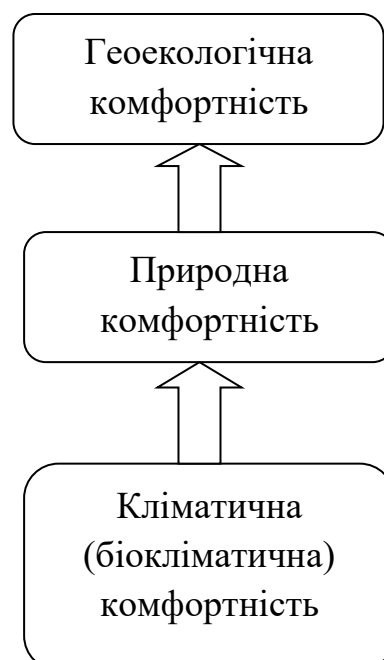 Геоекологічна
комфортність
Природна
комфортність
Кліматична
(біокліматична)
комфортність